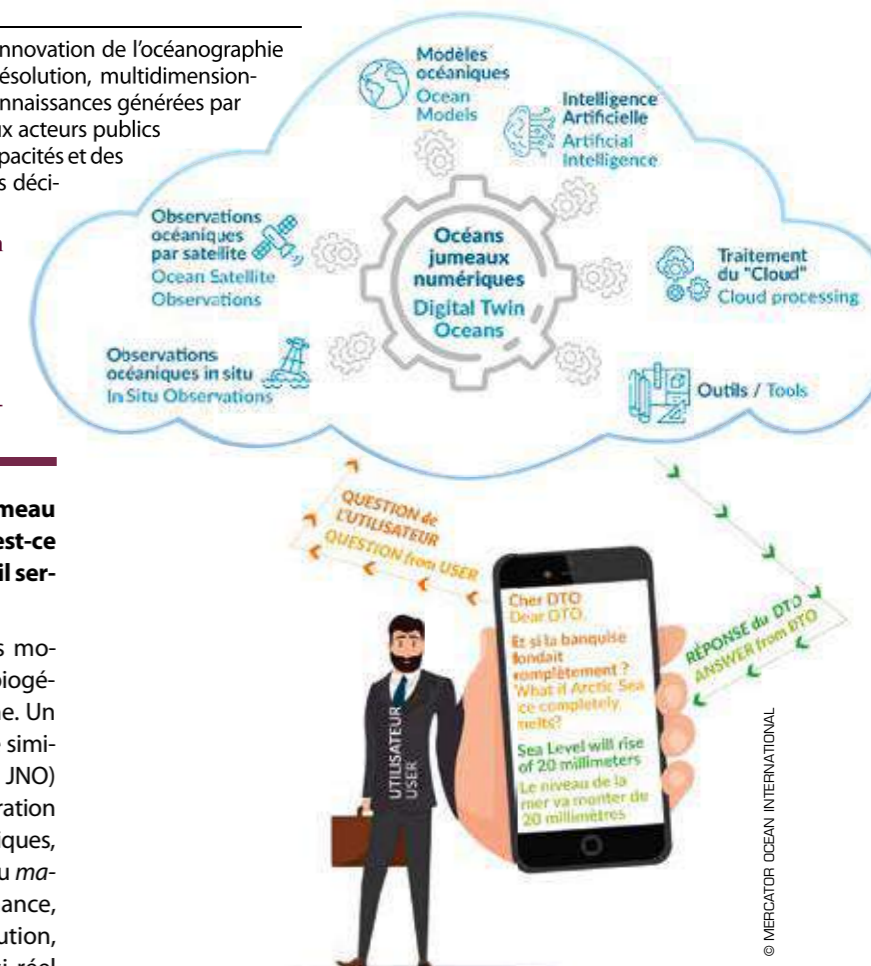 nnovation de l'océanographie
ésolution, multidimension-
nnaissances générées par
ux acteurs publics
pacités et des
s déci-
meau
est-ce
il ser-
s mo-
biogé-
ne. Un
simi-
JNO)
ration
iques,
u ma-
ance,
ution,
réel
Modèles
océaniques
Ocean
Models
Intelligence
Artificielle
Artificial
Intelligence
Observations
océaniques
par satellite
Ocean Satellite
Observations
Océans
jumeaux
numériques
Digital Twin
Oceans
Traitement
du "Cloud"
Cloud processing
Observations
océaniques in situ
In Situ Observations
Outils / Tools
QUESTION de
L'UTILISATEUR
QUESTION from USER
UTILISATEUR
USER
Cher DTO
Dear DTO,
Et si la banquise
fondait
complètement ?
What if Arctic Sea
ice completely
melts?
Sea Level will rise
of 20 millimeters
Le niveau de la
mer va monter de
20 millimètres
RÉPONSE du DTO
ANSWER from DTO
© MERCATOR OCEAN INTERNATIONAL